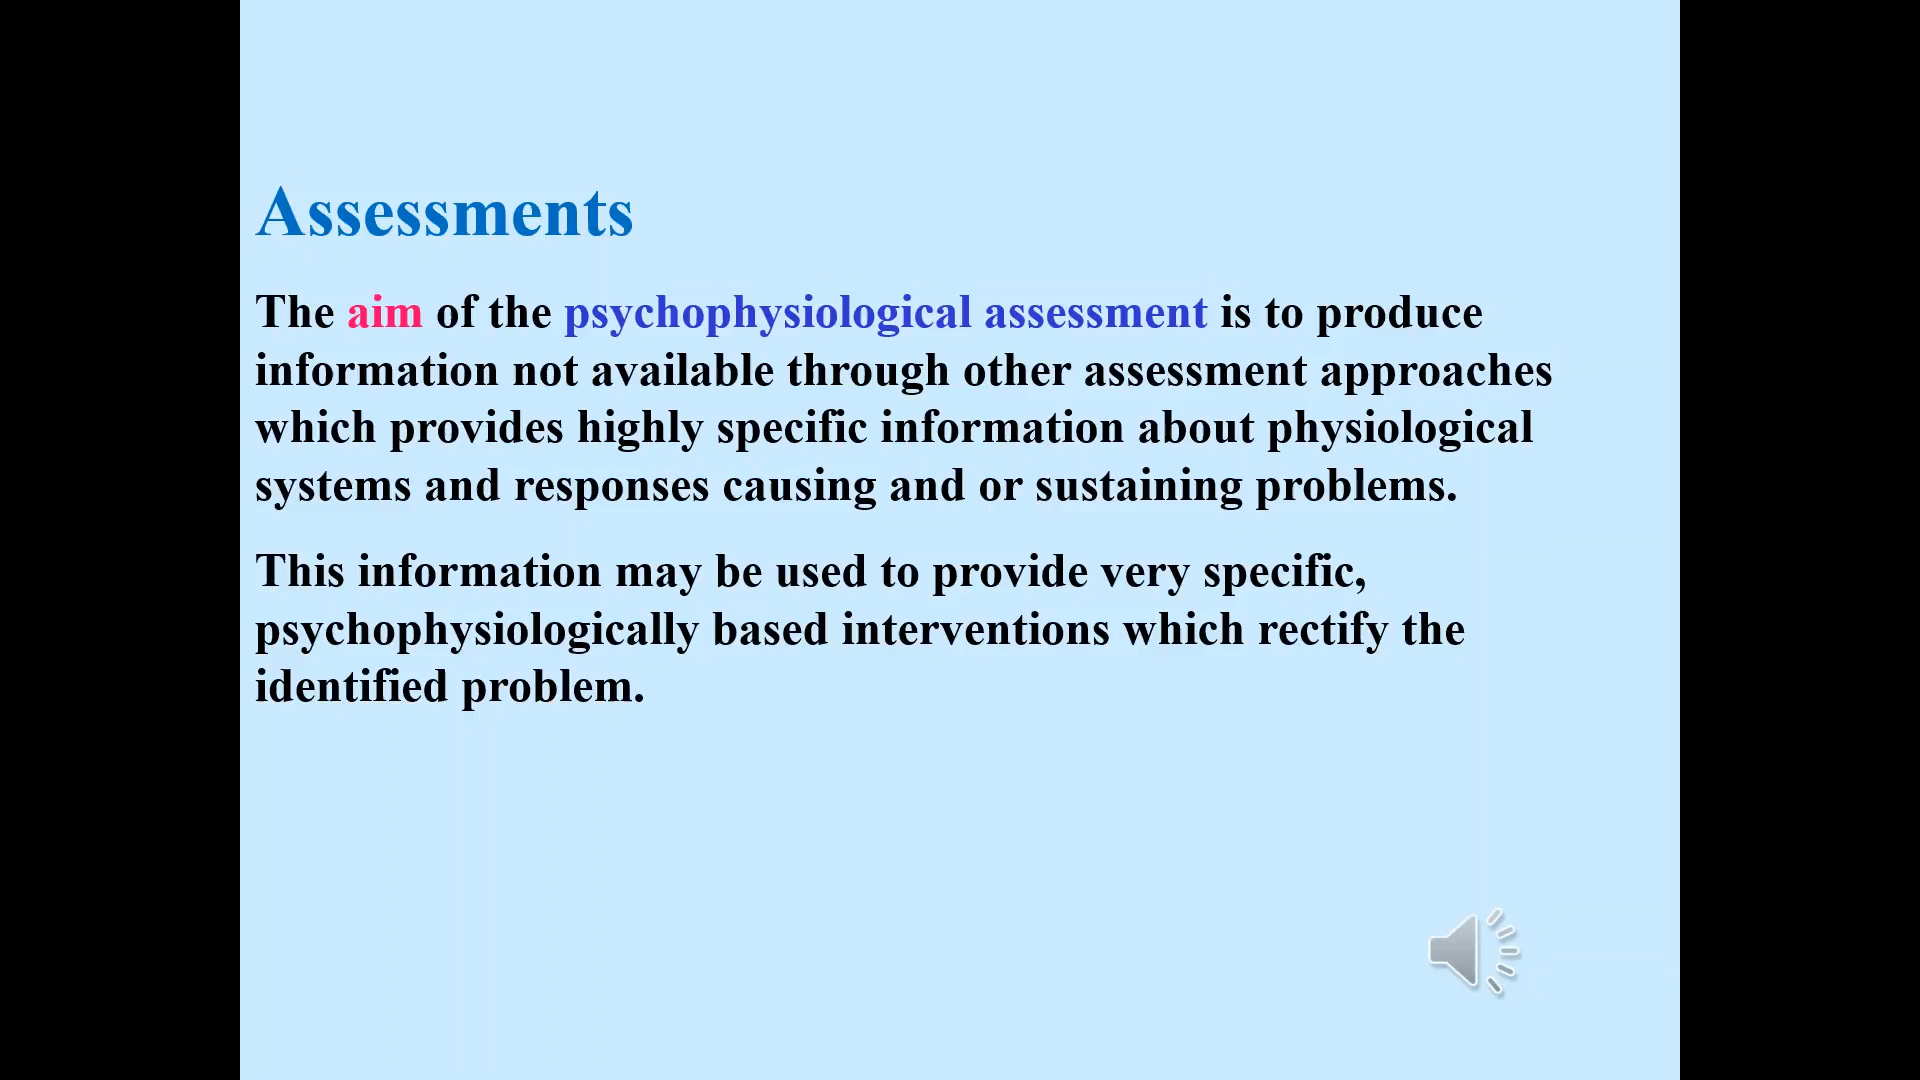 Assessments
The aim of the psychophysiological assessment is to produce
information not available through other assessment approaches
which provides highly specific information about physiological
systems and responses causing and or sustaining problems.
This information may be used to provide very specific,
psychophysiologically based interventions which rectify the
identified problem.